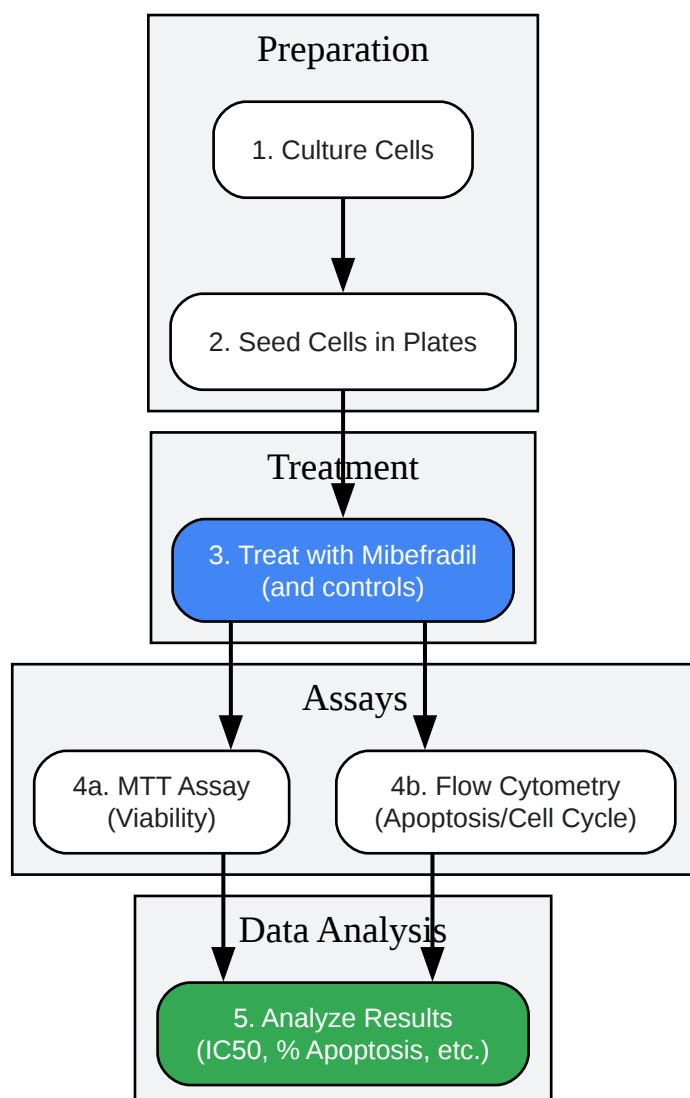 Preparation
1. Culture Cells
2. Seed Cells in Plates
Treatment
3. Treat with Mibefradil
(and controls)
Assays
4a. MTT Assay
(Viability)
4b. Flow Cytometry
(Apoptosis/Cell Cycle)
Data Analysis
5. Analyze Results
(IC50, % Apoptosis, etc.)